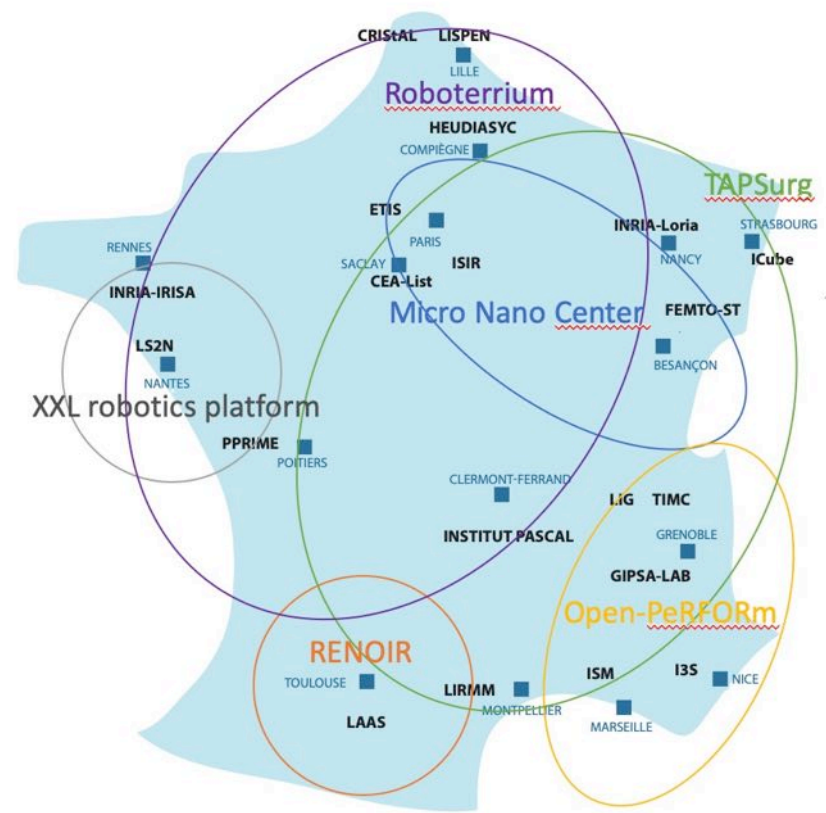 CRIStAL LISPEN
LILLE
Roboterrium
HEUDIASYC
COMPIÈGNE
TAPSurg
ETIS
PARIS
INRIA-Loria
STRASBOURG
RENNES
NANCY
ICube
SACLAY
ISIR
CEA-List
INRIA-IRISA
Micro Nano Center
FEMTO-ST
LS2N
BESANÇON
NANTES
XXL robotics platform
PPRIME
POITIERS
CLERMONT-FERRAND
LIG TIMC
INSTITUT PASCAL
GRENOBLE
GIPSA-LAB
Open-PeRFORm
RENOIR
ISM
I3S
NICE
TOULOUSE
LIRMM
MONTPELLIER
LAAS
MARSEILLE